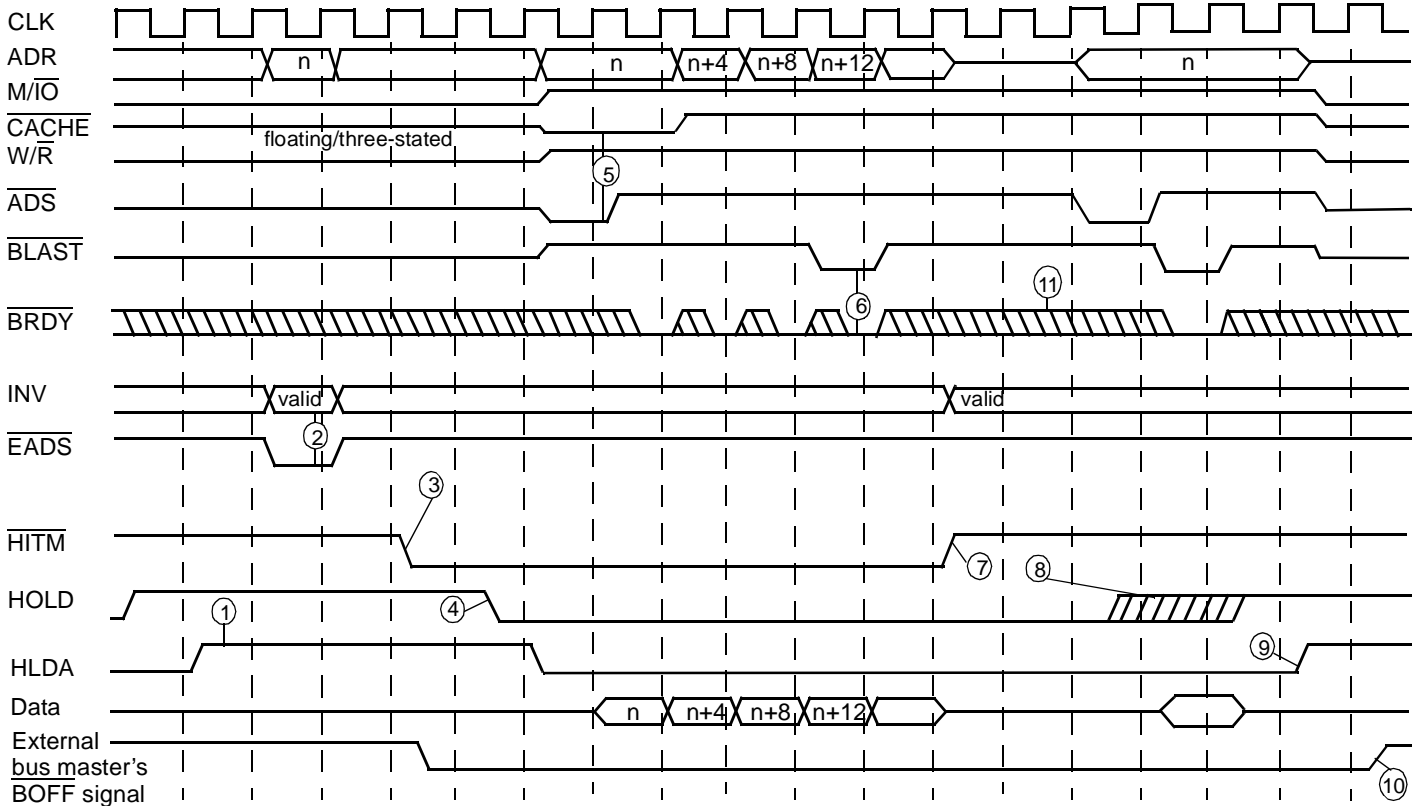 CLK
ADR n n n+4 n+8 n+12 n
M/IO
CACHE
floating/three-stated
W/R
5
ADS
BLAST
11
6
BRDY
INV valid valid
2
EADS
3
HITM
7
8
HOLD 1 4
9
HLDA
Data n n+4 n+8 n+12
External
bus master's
BOFF signal
10